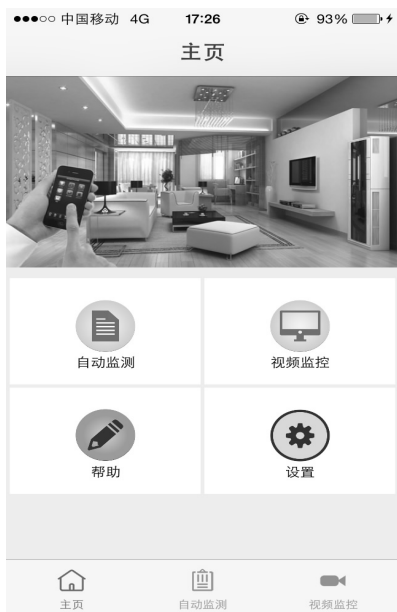 中国移动 4G 17:26 93%
主页
自动监测 视频监控
帮助 设置
主页 自动监测 视频监控